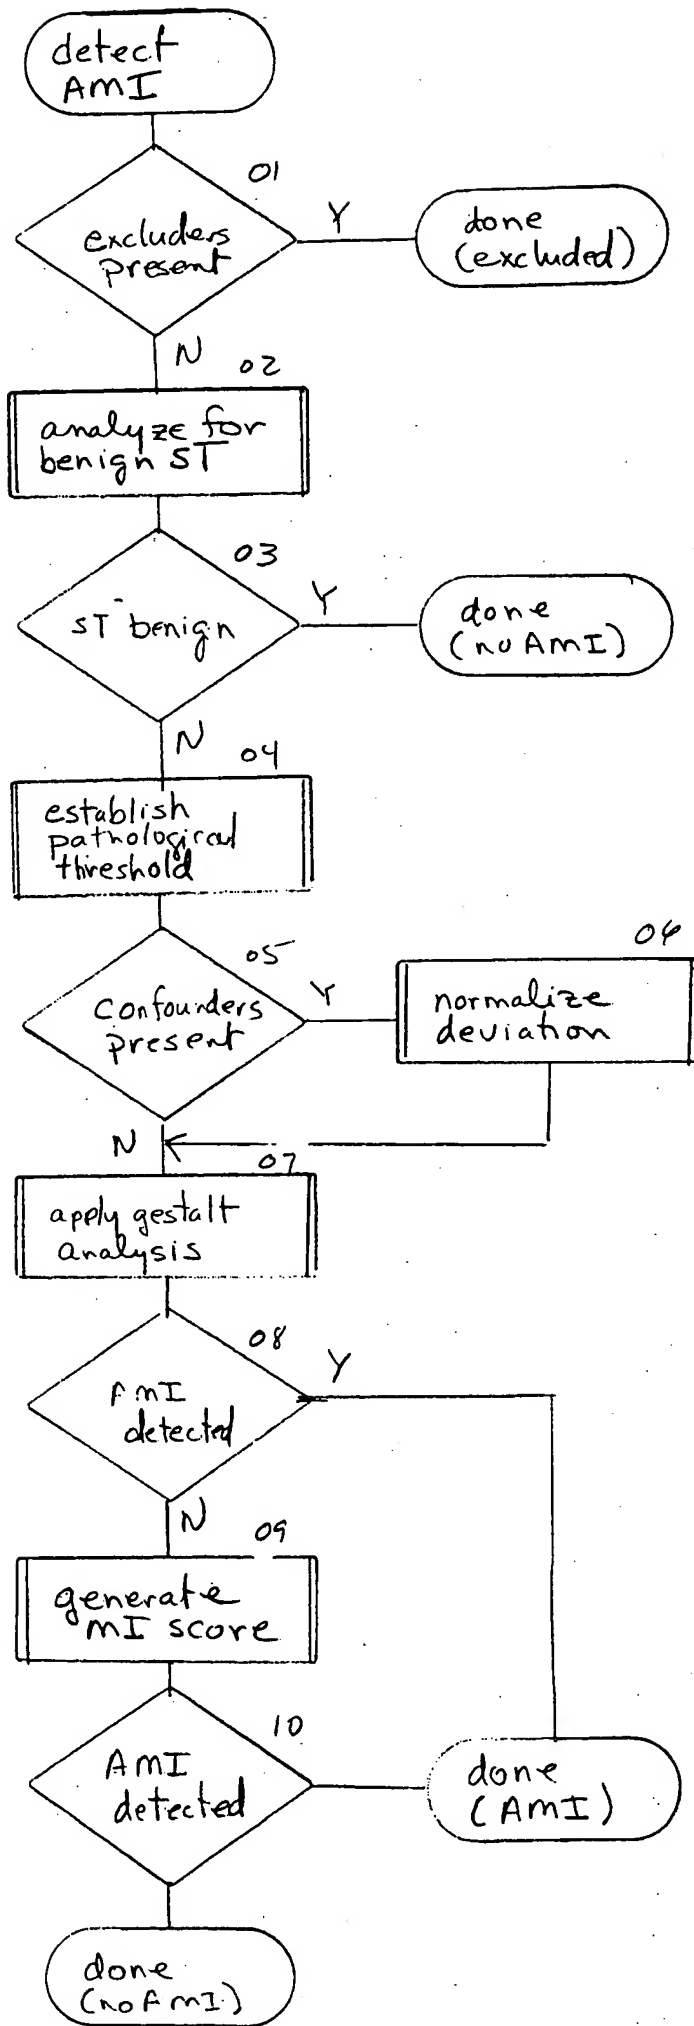 detect
AMI
01
excluders
present
Y
done
(excluded)
N
02
analyze for
benign ST
03
ST benign
Y
done
(no AMI)
N
04
establish
pathological
threshold
05
confounders
present
Y
06
normalize
deviation
N
07
apply gestalt
analysis
08
AMI
detected
Y
N
09
generate
MI score
10
AMI
detected
done
(AMI)
done
(no AMI)